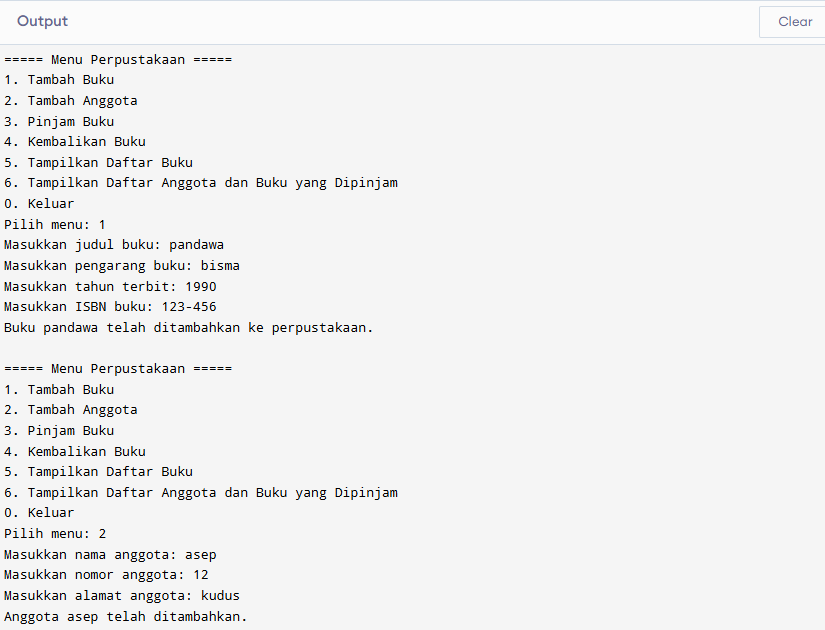 Output
Clear
===== Menu Perpustakaan =====
1. Tambah Buku
2. Tambah Anggota
3. Pinjam Buku
4. Kembalikan Buku
5. Tampilkan Daftar Buku
6. Tampilkan Daftar Anggota dan Buku yang Dipinjam
0. Keluar
Pilih menu: 1
Masukkan judul buku: pandawa
Masukkan pengarang buku: bisma
Masukkan tahun terbit: 1990
Masukkan ISBN buku: 123-456
Buku pandawa telah ditambahkan ke perpustakaan.

===== Menu Perpustakaan =====
1. Tambah Buku
2. Tambah Anggota
3. Pinjam Buku
4. Kembalikan Buku
5. Tampilkan Daftar Buku
6. Tampilkan Daftar Anggota dan Buku yang Dipinjam
0. Keluar
Pilih menu: 2
Masukkan nama anggota: asep
Masukkan nomor anggota: 12
Masukkan alamat anggota: kudus
Anggota asep telah ditambahkan.